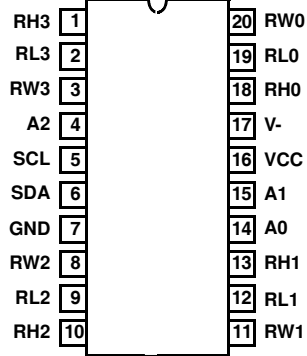 RH3 1 20 RW0
RL3 2 19 RL0
RW3 3 18 RH0
A2 4 17 V-
SCL 5 16 VCC
SDA 6 15 A1
GND 7 14 A0
RW2 8 13 RH1
RL2 9 12 RL1
RH2 10 11 RW1